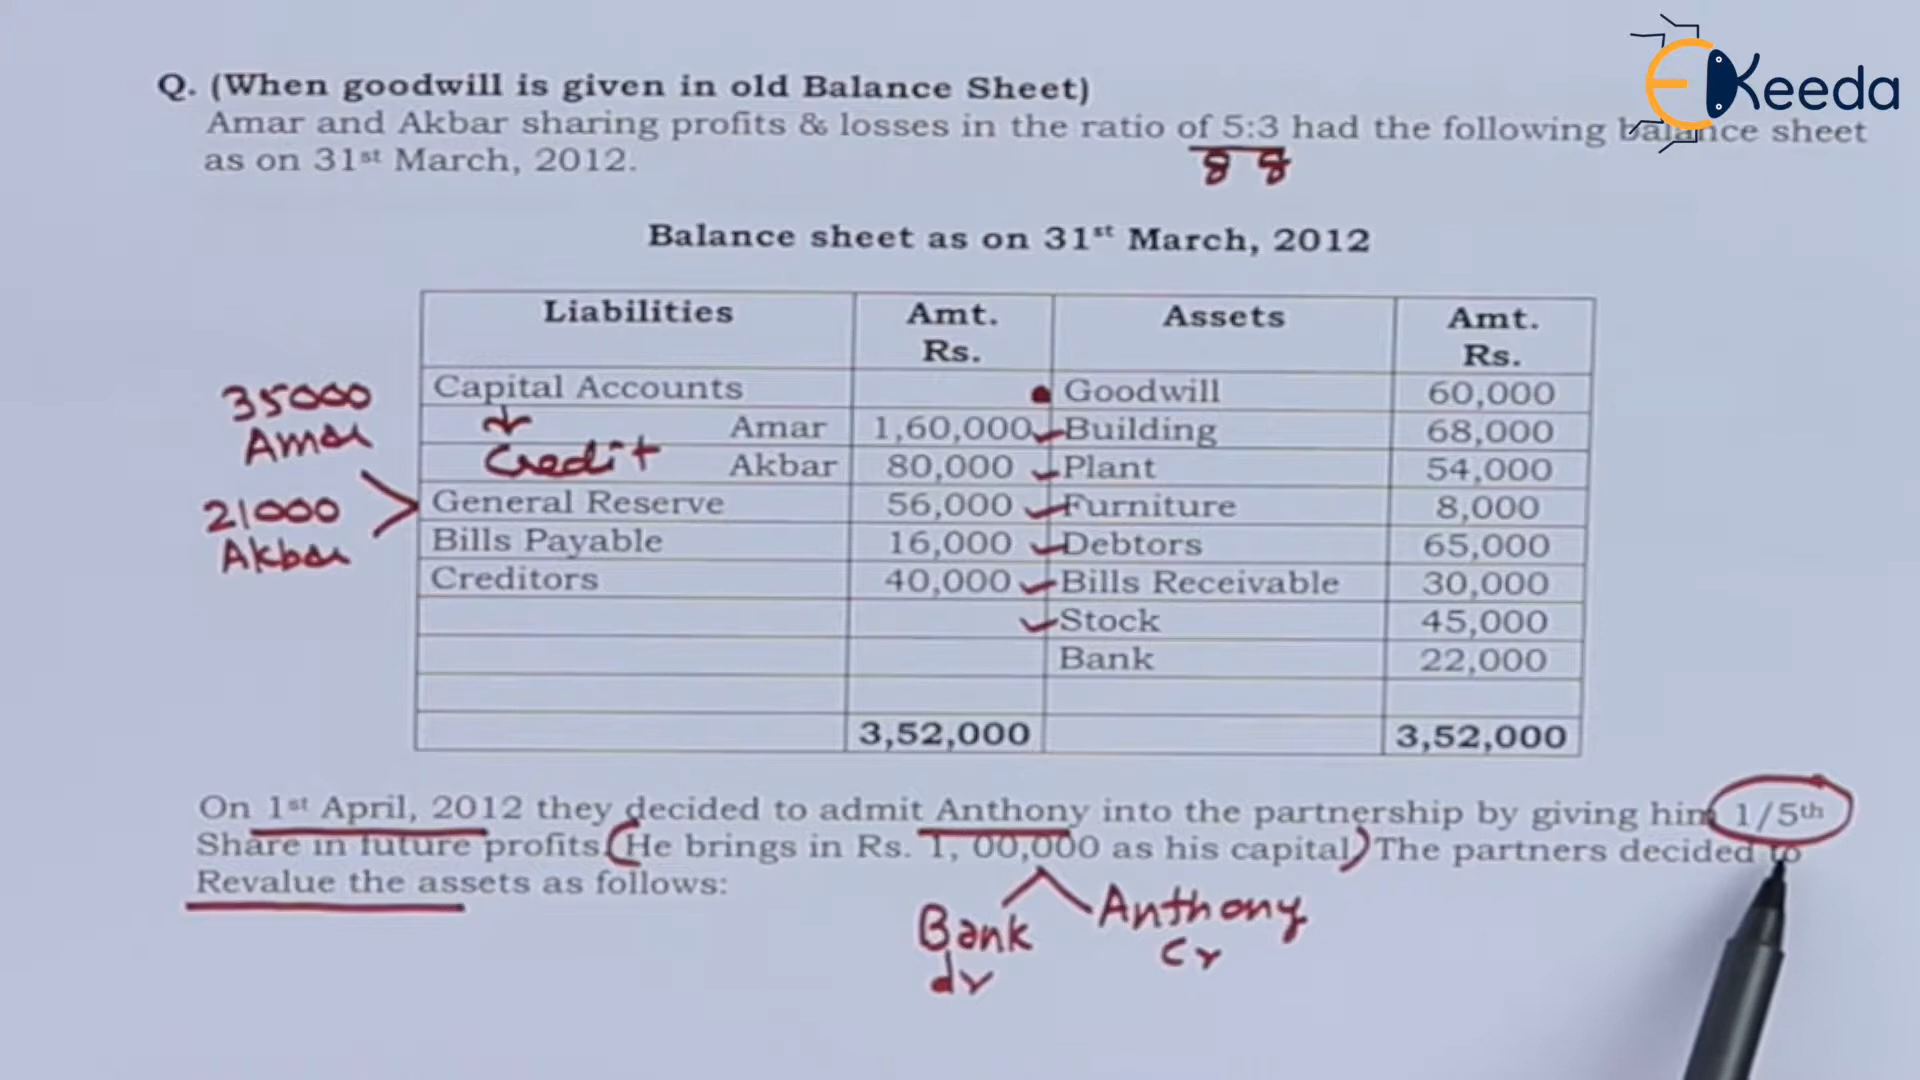 EKeeda
Q. (When goodwill is given in old Balance Sheet)
Amar and Akbar sharing profits & losses in the ratio of 5:3 had the following balance sheet
as on 31st March, 2012.
8 8
Balance sheet as on 31st March, 2012
Liabilities Amt. Rs. Assets Amt. Rs.
Capital Accounts Goodwill 60,000
Amar 1,60,000 Building 68,000
Akbar 80,000 Plant 54,000
General Reserve 56,000 Furniture 8,000
Bills Payable 16,000 Debtors 65,000
Creditors 40,000 Bills Receivable 30,000
Stock 45,000
Bank 22,000
3,52,000 3,52,000
35000
Amar
Credit
21000
Akbar
On 1st April, 2012 they decided to admit Anthony into the partnership by giving him 1/5th
Share in future profits. (He brings in Rs. 1, 00,000 as his capital) The partners decided to
Revalue the assets as follows:
Bank
dr
Anthony
Cr